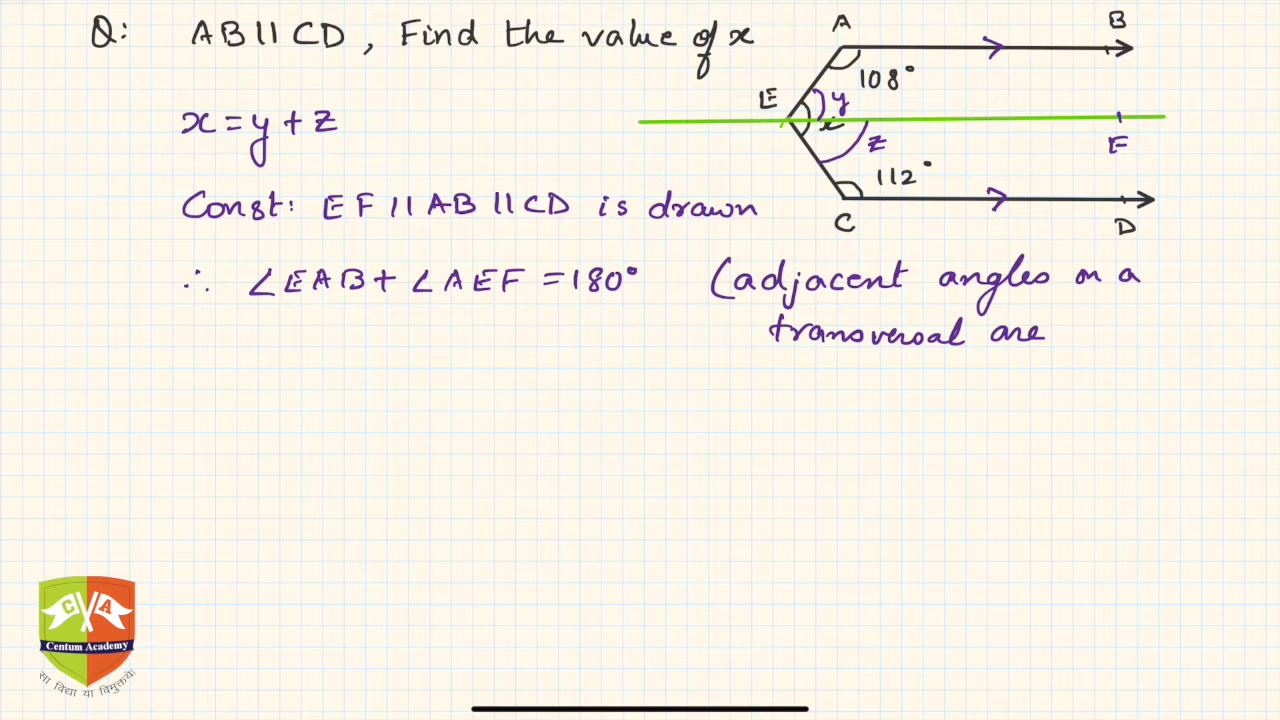 Q: AB || CD, Find the value of x
x = y + z
Const: EF || AB || CD is drawn
∴ ∠EAB + ∠AEF = 180° (adjacent angles on a
transversal are
A
B
108°
E
y
x
z
F
112°
C
D
C A
Centum Academy
सा विद्या या विमुक्तये।